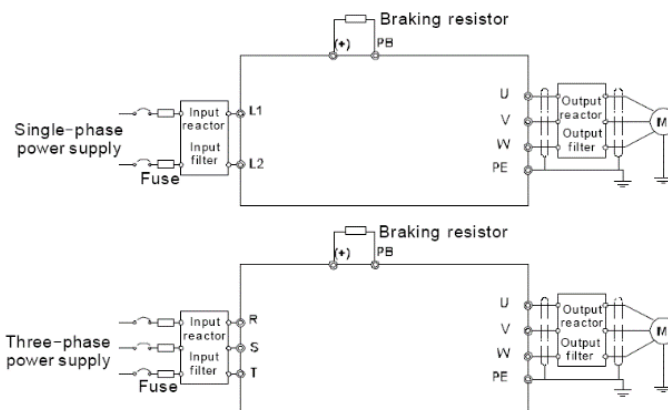 Braking resistor
(+) PB
Single-phase
power supply
Fuse
Input
reactor
Input
filter
L1
L2
U
V
W
PE
Output
reactor
Output
filter
M
Braking resistor
(+) PB
Three-phase
power supply
Fuse
Input
reactor
Input
filter
R
S
T
U
V
W
PE
Output
reactor
Output
filter
M